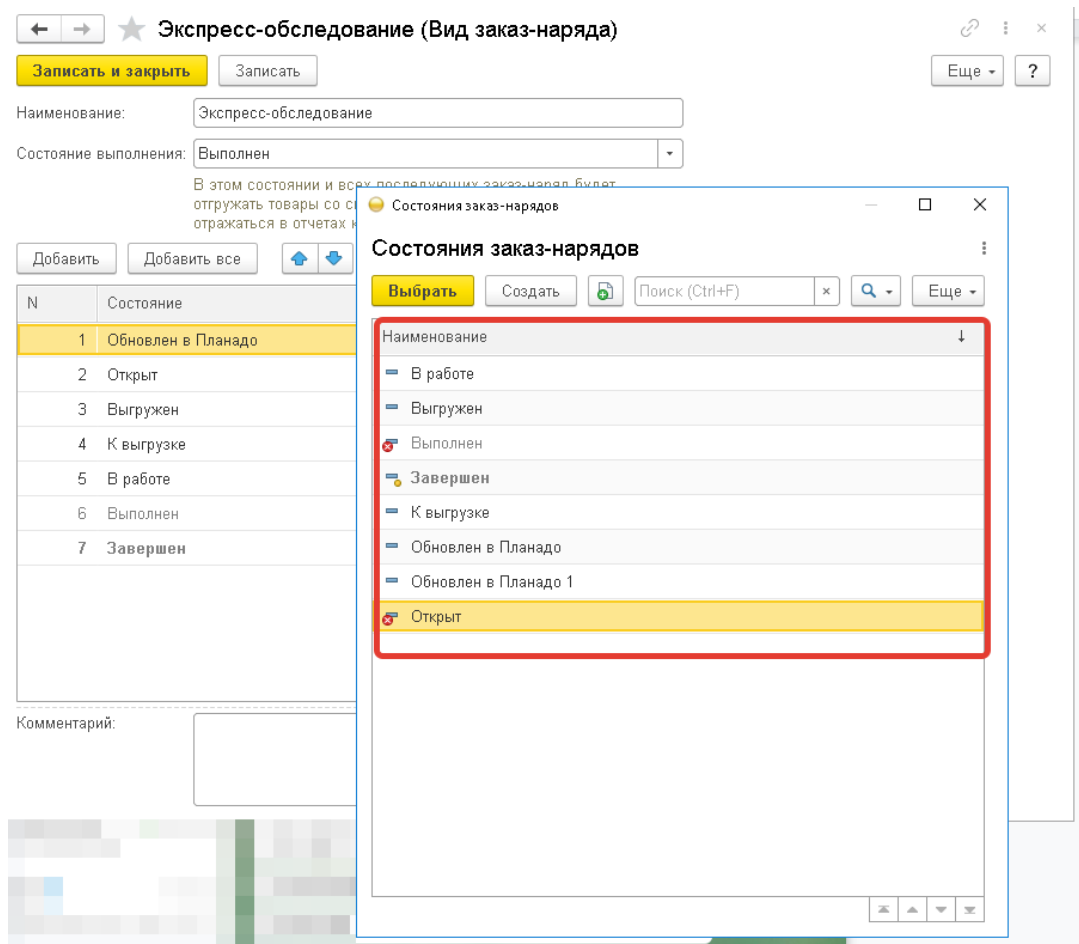 Экспресс-обследование (Вид заказ-наряда)
Записать и закрыть
Записать
Еще
?
Наименование:
Экспресс-обследование
Состояние выполнения:
Выполнен
В этом состоянии и всех последующих заказ-наряд будет
отгружать товары со
отражаться в отчетах
Добавить
Добавить все
N
Состояние
1 Обновлен в Планадо
2 Открыт
3 Выгружен
4 К выгрузке
5 В работе
6 Выполнен
7 Завершен
Комментарий:
Состояния заказ-нарядов
Состояния заказ-нарядов
Выбрать
Создать
Поиск (Ctrl+F)
×
Еще
Наименование
В работе
Выгружен
Выполнен
Завершен
К выгрузке
Обновлен в Планадо
Обновлен в Планадо 1
Открыт